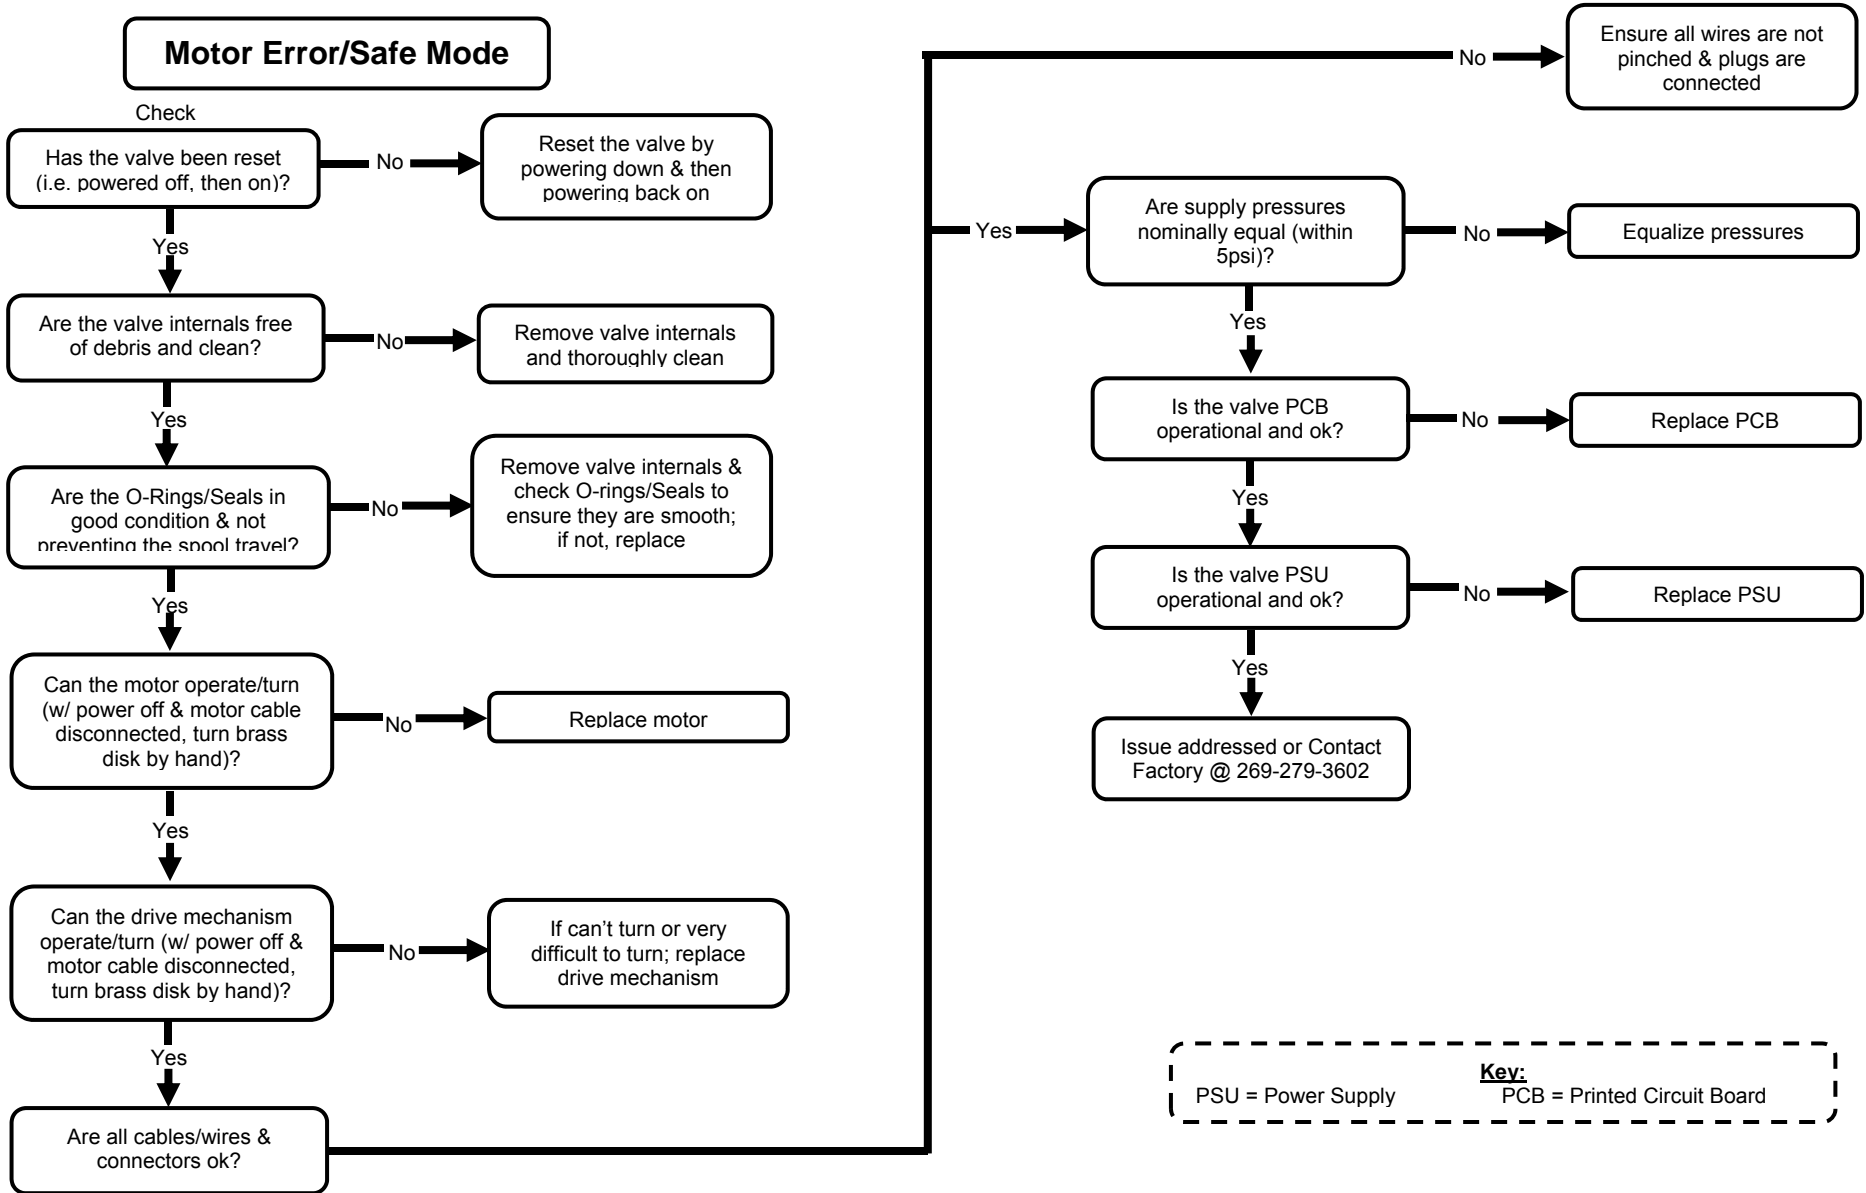 Motor Error/Safe Mode
Check
Has the valve been reset
(i.e. powered off, then on)?
No
Reset the valve by
powering down & then
powering back on
Yes
Are the valve internals free
of debris and clean?
No
Remove valve internals
and thoroughly clean
Yes
Are the O-Rings/Seals in
good condition & not
preventing the spool travel?
No
Remove valve internals &
check O-rings/Seals to
ensure they are smooth;
if not, replace
Yes
Can the motor operate/turn
(w/ power off & motor cable
disconnected, turn brass
disk by hand)?
No
Replace motor
Yes
Can the drive mechanism
operate/turn (w/ power off &
motor cable disconnected,
turn brass disk by hand)?
No
If can’t turn or very
difficult to turn; replace
drive mechanism
Yes
Are all cables/wires &
connectors ok?
No
Ensure all wires are not
pinched & plugs are
connected
Yes
Are supply pressures
nominally equal (within
5psi)?
No
Equalize pressures
Yes
Is the valve PCB
operational and ok?
No
Replace PCB
Yes
Is the valve PSU
operational and ok?
No
Replace PSU
Yes
Issue addressed or Contact
Factory @ 269-279-3602
Key:
PSU = Power Supply PCB = Printed Circuit Board